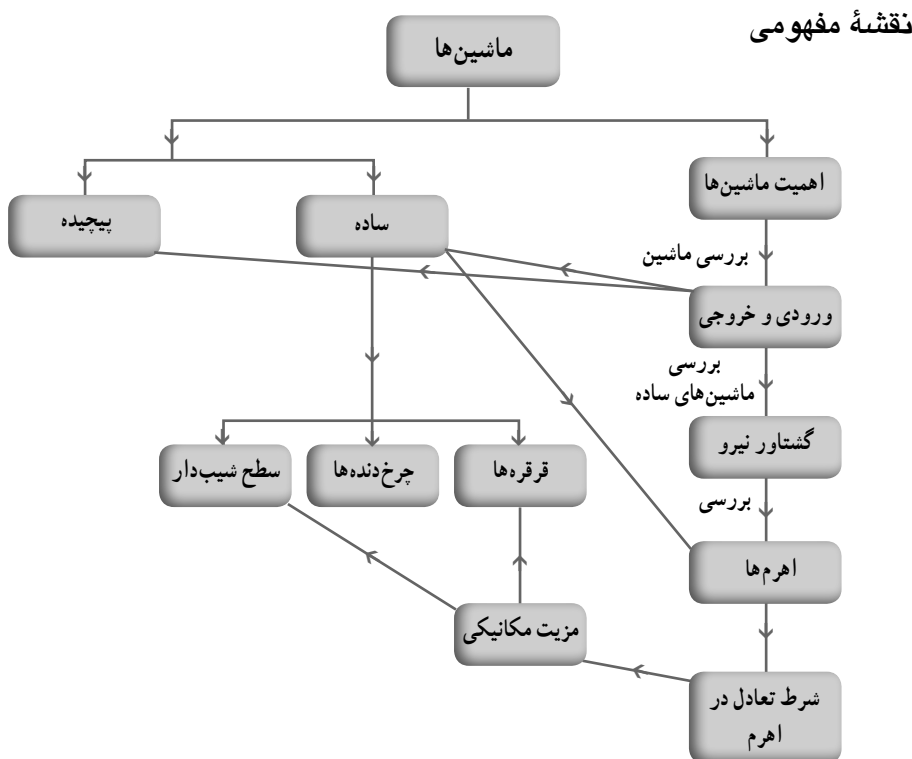 نقشهٔ مفهومی
ماشین‌ها
اهمیت ماشین‌ها
ساده
پیچیده
بررسی ماشین
ورودی و خروجی
بررسی
ماشین‌های ساده
گشتاور نیرو
قرقره‌ها
چرخ‌دنده‌ها
سطح شیب‌دار
بررسی
اهرم‌ها
مزیت مکانیکی
شرط تعادل در
اهرم